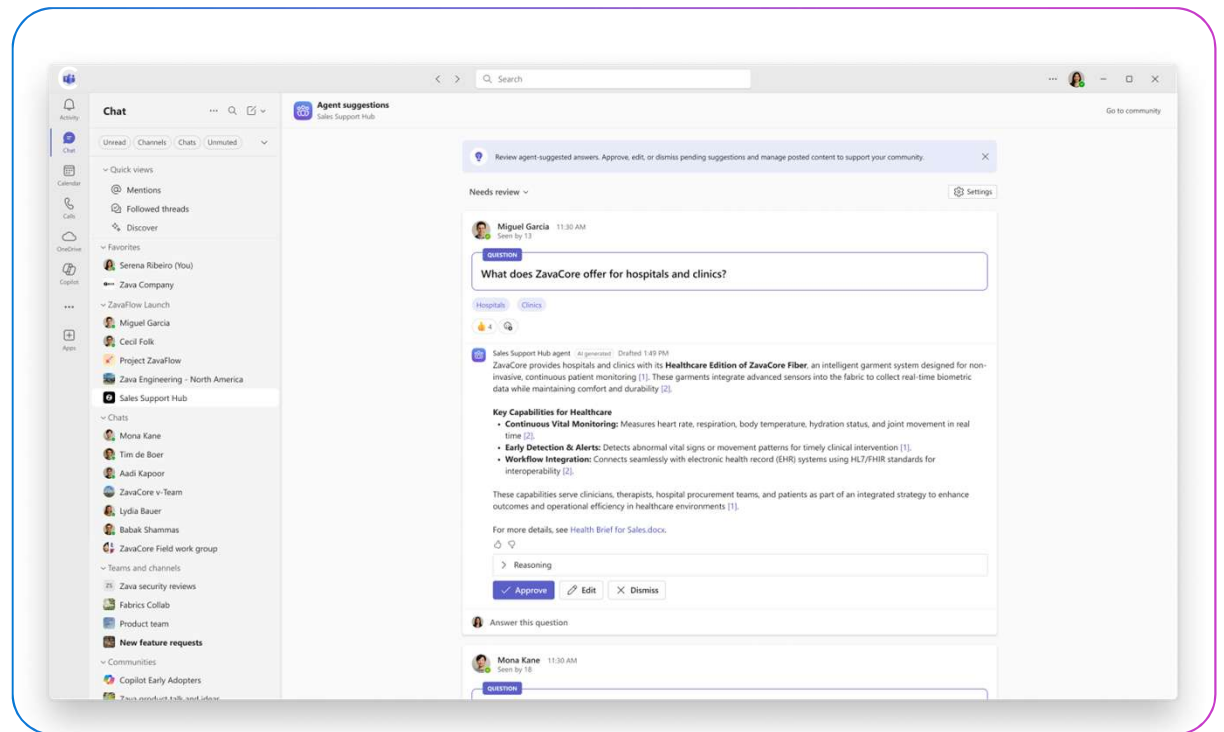 Search
Activity
Chat
Calendar
Calls
OneDrive
Copilot
Apps
Chat
Unread Channels Chats Unmuted
Quick views
Mentions
Followed threads
Discover
Favorites
Serena Ribeiro (You)
Zava Company
ZavaFlow Launch
Miguel Garcia
Cecil Folk
Project ZavaFlow
Zava Engineering - North America
Sales Support Hub
Chats
Mona Kane
Tim de Boer
Aadi Kapoor
ZavaCore v-Team
Lydia Bauer
Babak Shammas
ZavaCore Field work group
Teams and channels
ZS Zava security reviews
Fabrics Collab
Product team
New feature requests
Communities
Copilot Early Adopters
Zava product talk and ideas
Agent suggestions
Sales Support Hub
Go to community
Review agent-suggested answers. Approve, edit, or dismiss pending suggestions and manage posted content to support your community.
Needs review
Settings
Miguel Garcia 11:30 AM
Seen by 13
QUESTION
What does ZavaCore offer for hospitals and clinics?
Hospitals Clinics
4
Sales Support Hub agent AI generated Drafted 1:49 PM
ZavaCore provides hospitals and clinics with its Healthcare Edition of ZavaCore Fiber, an intelligent garment system designed for non-
invasive, continuous patient monitoring [1]. These garments integrate advanced sensors into the fabric to collect real-time biometric
data while maintaining comfort and durability [2].
Key Capabilities for Healthcare
• Continuous Vital Monitoring: Measures heart rate, respiration, body temperature, hydration status, and joint movement in real
time [2].
• Early Detection & Alerts: Detects abnormal vital signs or movement patterns for timely clinical intervention [1].
• Workflow Integration: Connects seamlessly with electronic health record (EHR) systems using HL7/FHIR standards for
interoperability [2].
These capabilities serve clinicians, therapists, hospital procurement teams, and patients as part of an integrated strategy to enhance
outcomes and operational efficiency in healthcare environments [1].
For more details, see Health Brief for Sales.docx.
Reasoning
Approve Edit Dismiss
Answer this question
Mona Kane 11:30 AM
Seen by 18
QUESTION